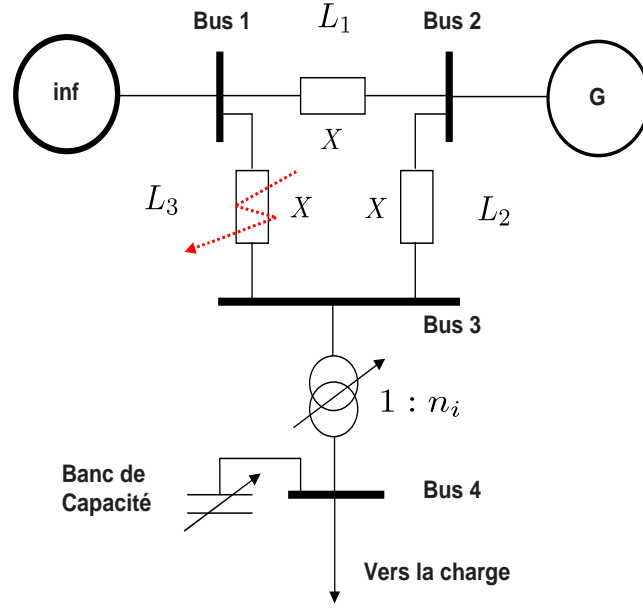 Bus 1
L₁
Bus 2
inf
G
X
L₃
X
X
L₂
Bus 3
1 : nᵢ
Banc de
Capacité
Bus 4
Vers la charge